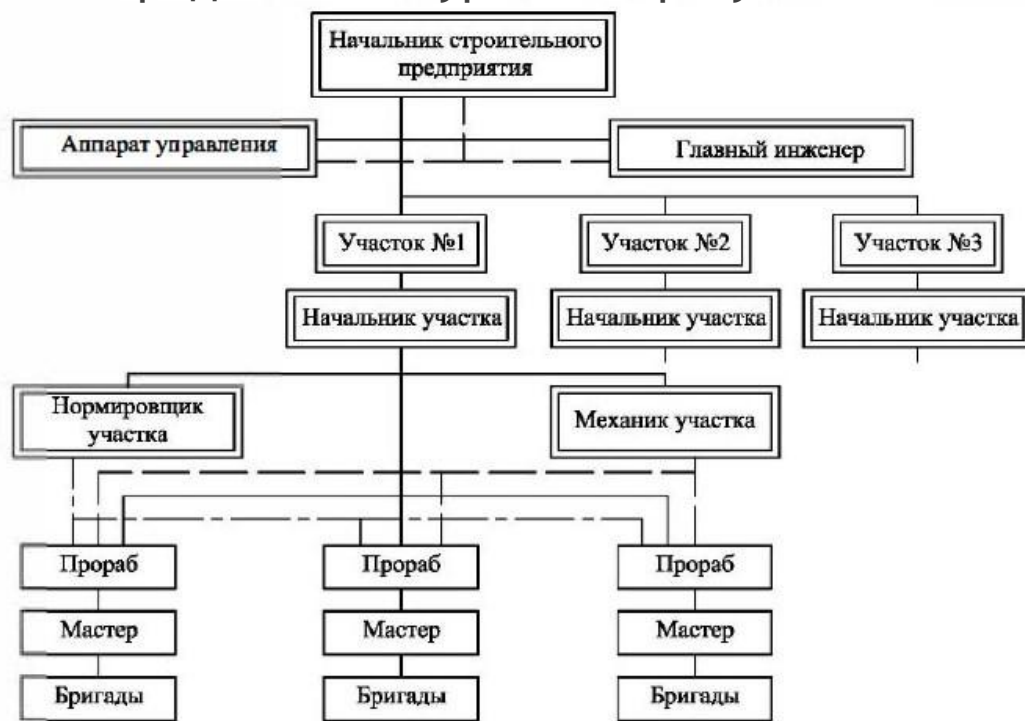 Начальник строительного
предприятия
Аппарат управления
Главный инженер
Участок №1
Участок №2
Участок №3
Начальник участка
Начальник участка
Начальник участка
Нормировщик
участка
Механик участка
Прораб
Прораб
Прораб
Мастер
Мастер
Мастер
Бригады
Бригады
Бригады